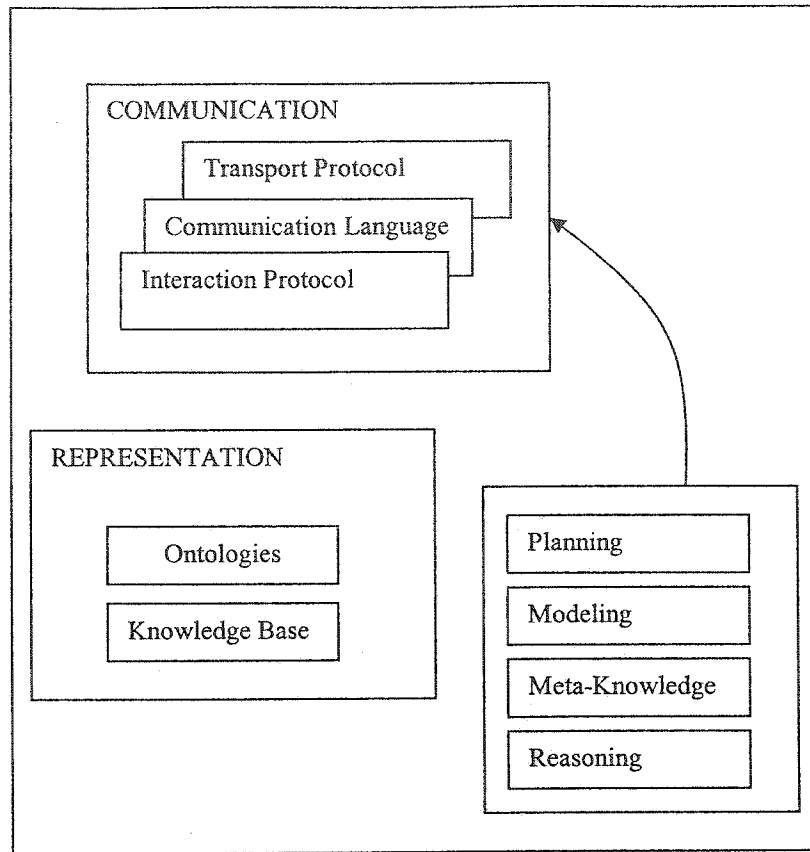 COMMUNICATION
Transport Protocol
Communication Language
Interaction Protocol
REPRESENTATION
Ontologies
Knowledge Base
Planning
Modeling
Meta-Knowledge
Reasoning